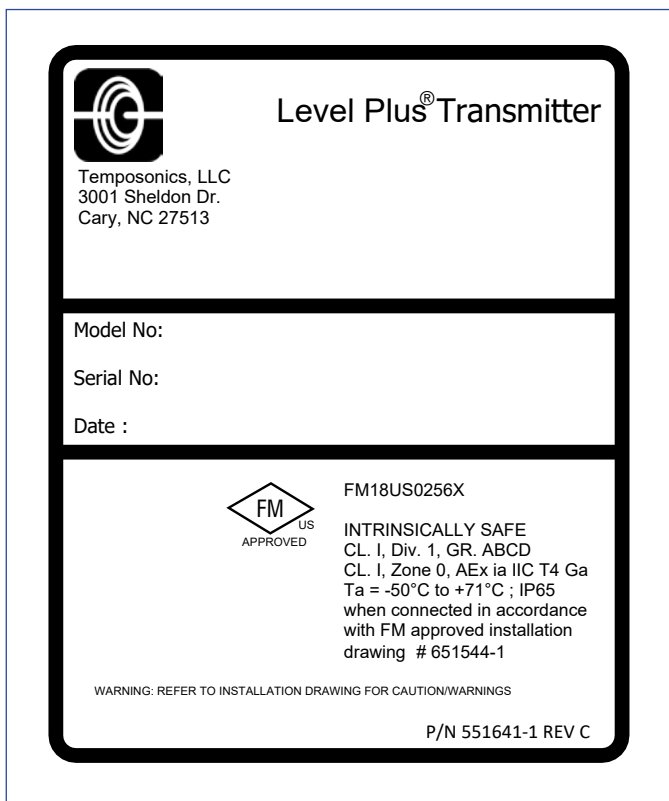 Level Plus® Transmitter
Temposonics, LLC
3001 Sheldon Dr.
Cary, NC 27513
Model No:
Serial No:
Date :
FM
US
APPROVED
FM18US0256X
INTRINSICALLY SAFE
CL. I, Div. 1, GR. ABCD
CL. I, Zone 0, AEx ia IIC T4 Ga
Ta = -50°C to +71°C ; IP65
when connected in accordance
with FM approved installation
drawing # 651544-1
WARNING: REFER TO INSTALLATION DRAWING FOR CAUTION/WARNINGS
P/N 551641-1 REV C